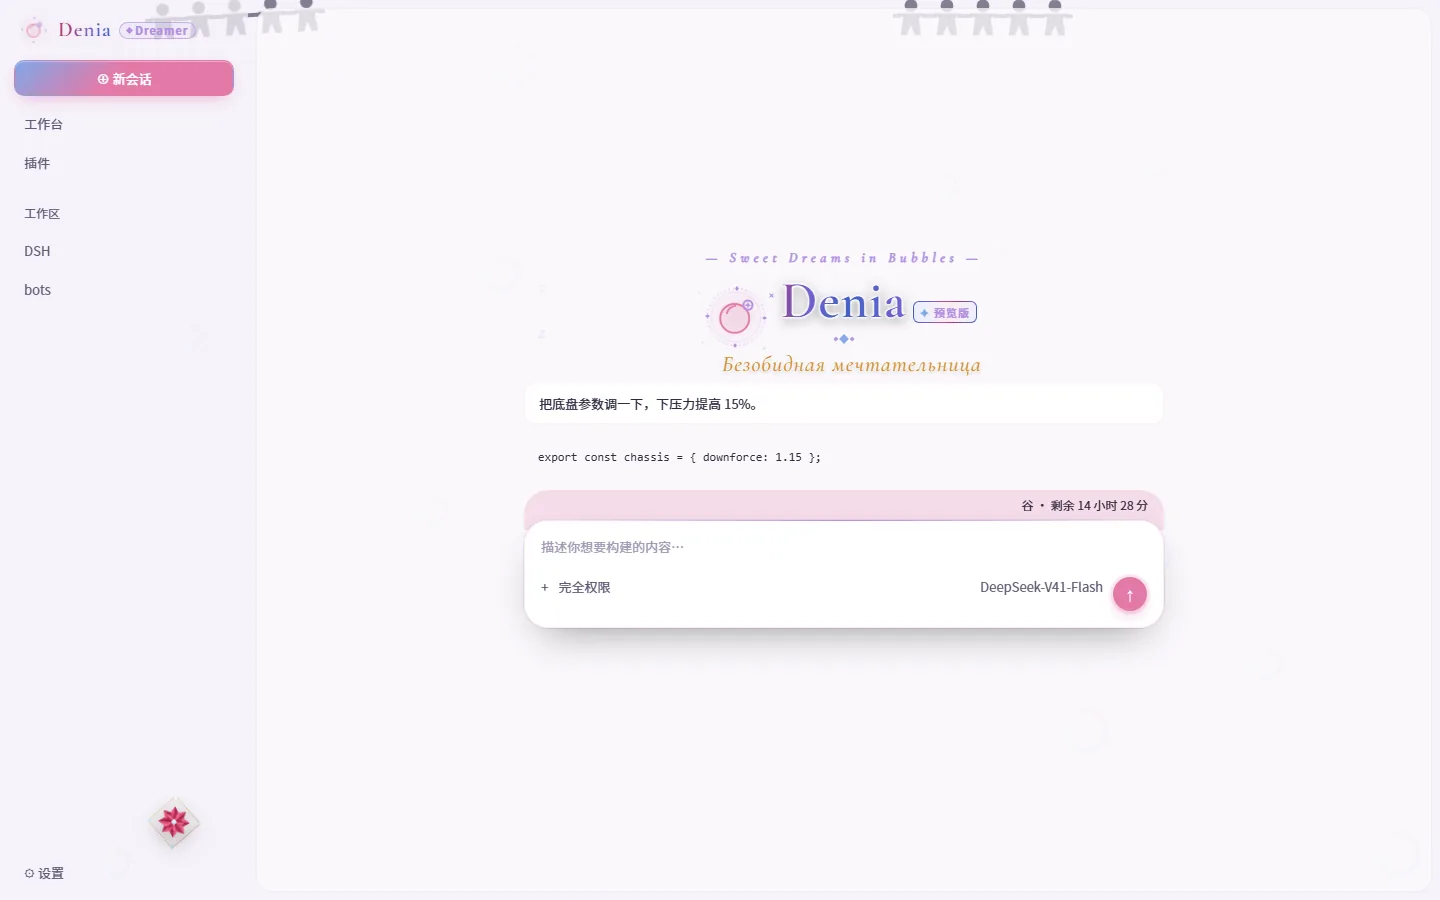 Denia
Dreamer
新会话
工作台
插件
工作区
DSH
bots
设置
— Sweet Dreams in Bubbles —
Denia
预览版
Безобидная мечтательница
把底盘参数调一下，下压力提高 15%。
export const chassis = { downforce: 1.15 };
谷 · 剩余 14 小时 28 分
描述你想要构建的内容…
+ 完全权限
DeepSeek-V41-Flash
↑